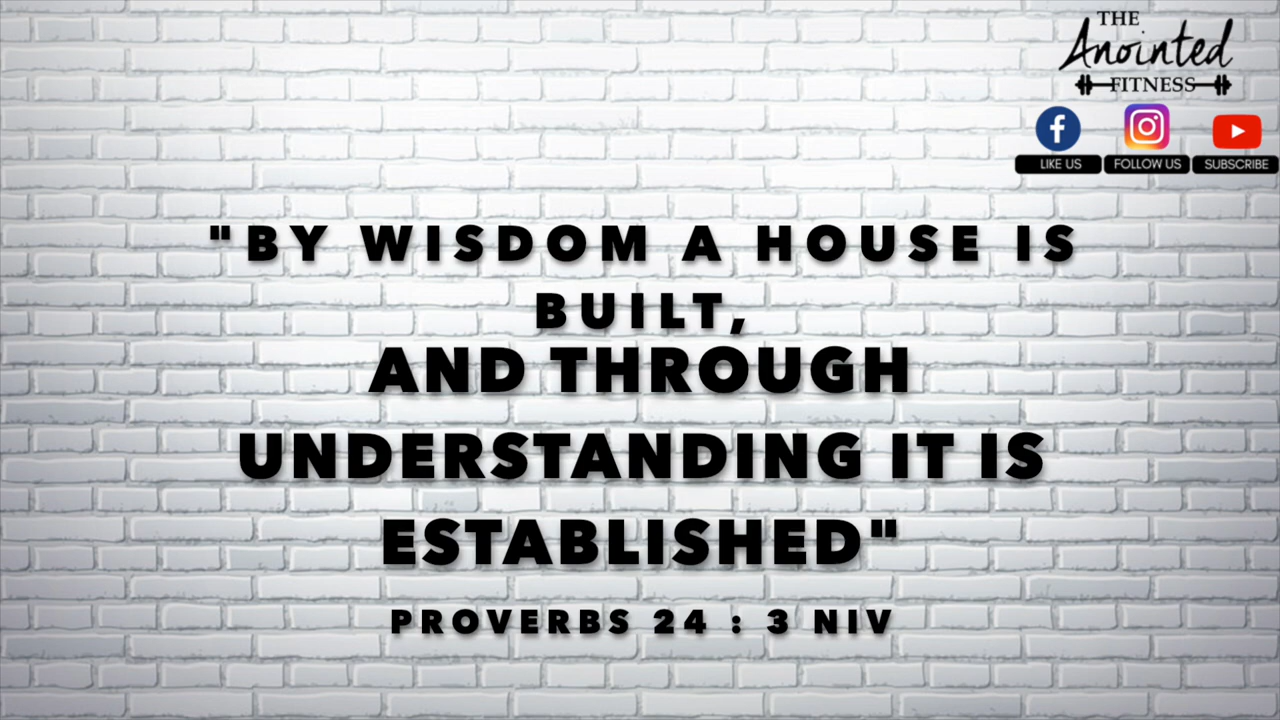 THE
Anointed
FITNESS
LIKE US FOLLOW US SUBSCRIBE
"BY WISDOM A HOUSE IS
BUILT,
AND THROUGH
UNDERSTANDING IT IS
ESTABLISHED"
PROVERBS 24 : 3 NIV